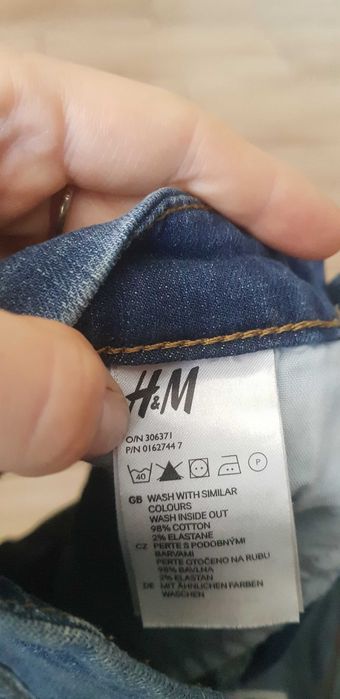 H&M
O/N 306371
P/N 0162744 7
40 P
GB WASH WITH SIMILAR
COLOURS
WASH INSIDE OUT
98% COTTON
2% ELASTANE
CZ PERTE S PODOBNÝMI
BARVAMI
PERTE OTOČENO NA RUBU
98% BAVLNA
2% ELASTAN
DE MIT ÄHNLICHEN FARBEN
WASCHEN